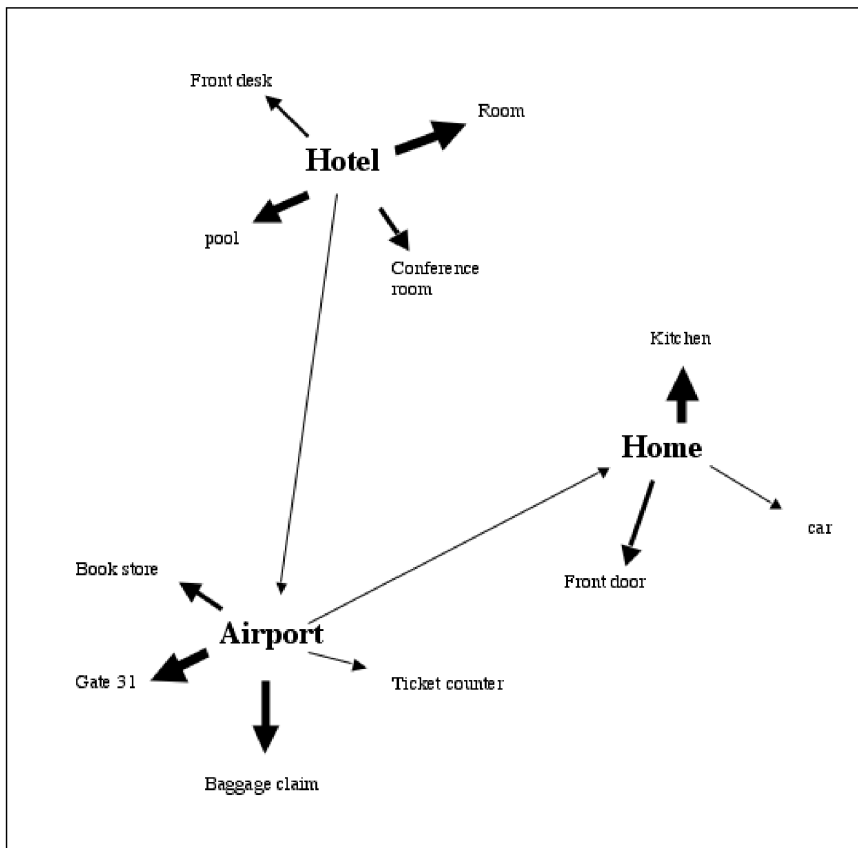 Front desk
Room
Hotel
pool
Conference
room
Kitchen
Home
car
Book store
Front door
Airport
Gate 31
Ticket counter
Baggage claim